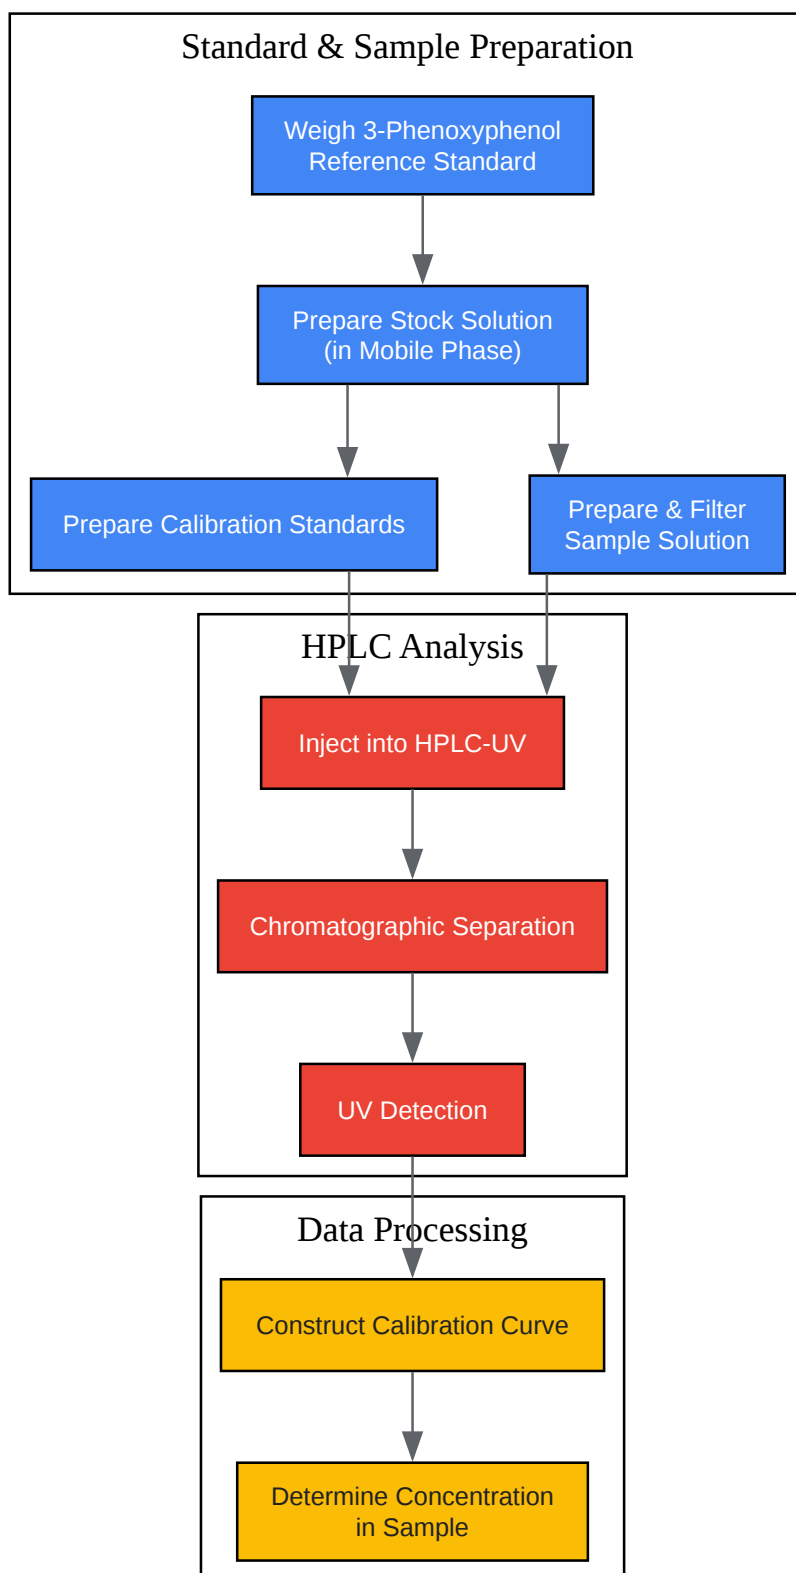 Standard & Sample Preparation
Weigh 3-Phenoxyphenol
Reference Standard
Prepare Stock Solution
(in Mobile Phase)
Prepare Calibration Standards
Prepare & Filter
Sample Solution
HPLC Analysis
Inject into HPLC-UV
Chromatographic Separation
UV Detection
Data Processing
Construct Calibration Curve
Determine Concentration
in Sample